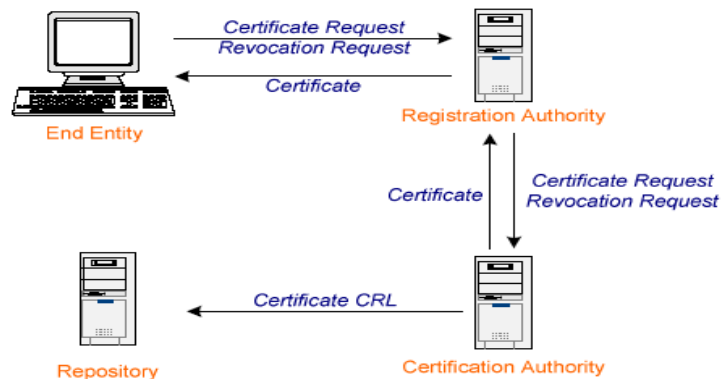 Certificate Request
Revocation Request
Certificate
End Entity
Registration Authority
Certificate
Certificate Request
Revocation Request
Certificate CRL
Repository
Certification Authority